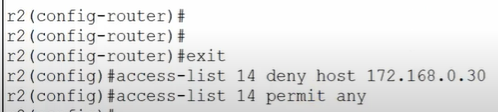 r2(config-router)#
r2(config-router)#
r2(config-router)#exit
r2(config)#access-list 14 deny host 172.168.0.30
r2(config)#access-list 14 permit any